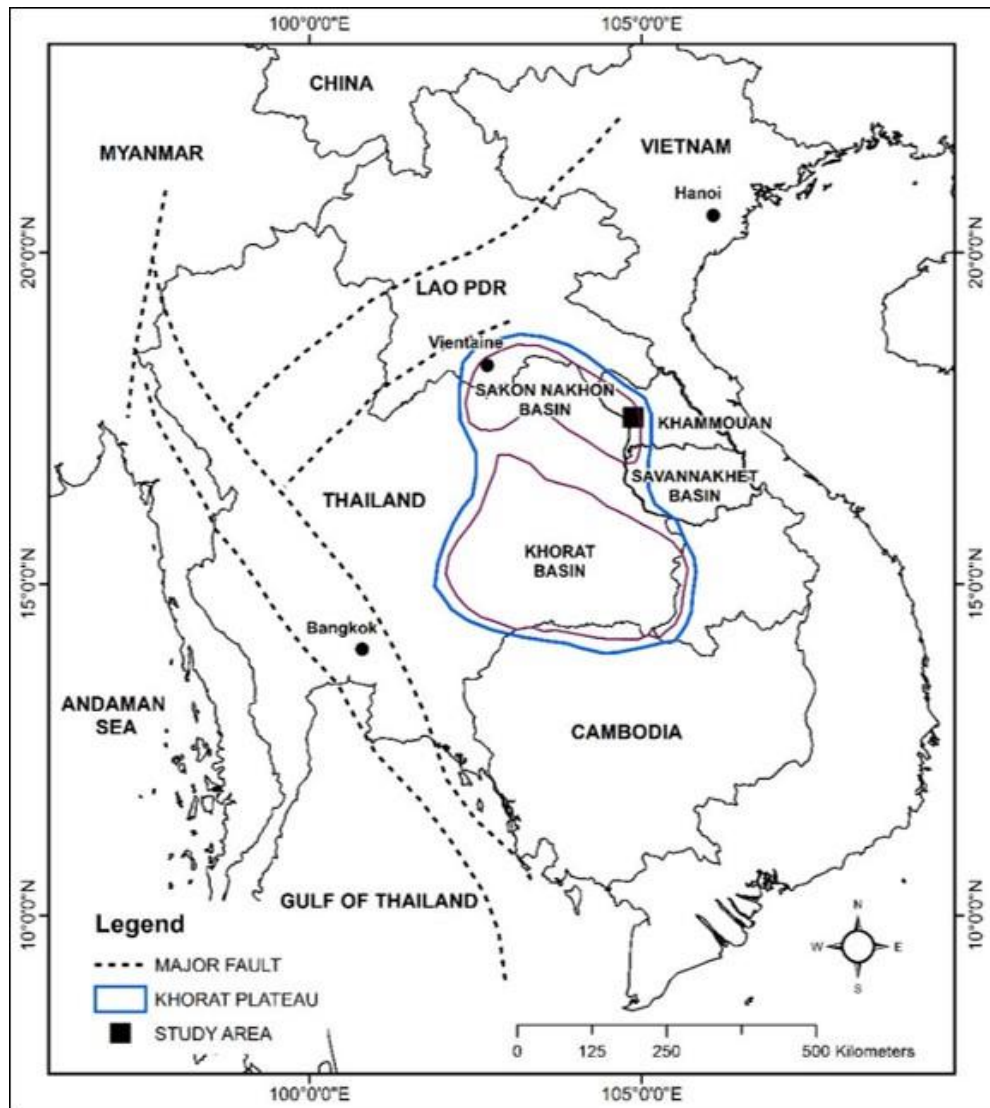 100°0'0"E
105°0'0"E
CHINA
MYANMAR
VIETNAM
Hanoi
20°0'0"N
20°0'0"N
LAO PDR
Vientaine
SAKON NAKHON
BASIN
KHAMMOUAN
SAVANNAKHET
BASIN
THAILAND
KHORAT
BASIN
15°0'0"N
15°0'0"N
Bangkok
ANDAMAN
SEA
CAMBODIA
GULF OF THAILAND
10°0'0"N
10°0'0"N
Legend
MAJOR FAULT
KHORAT PLATEAU
STUDY AREA
N
W
E
S
0
125
250
500 Kilometers
100°0'0"E
105°0'0"E